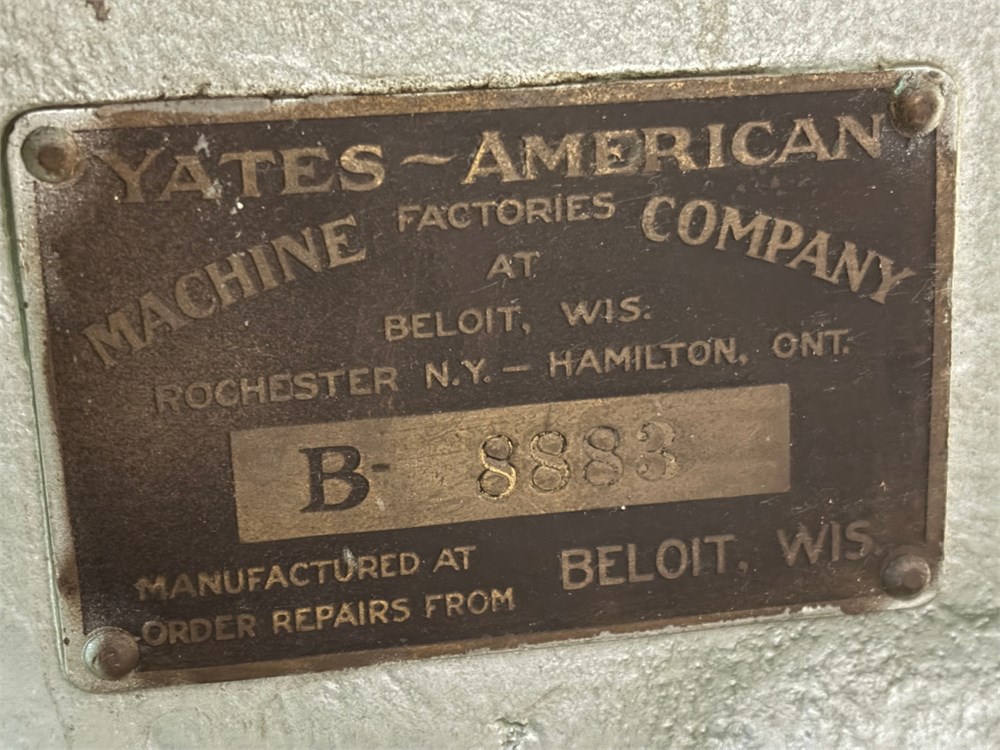 YATES~AMERICAN
MACHINE FACTORIES COMPANY
AT
BELOIT, WIS.
ROCHESTER N.Y. — HAMILTON, ONT.
B- 8883
MANUFACTURED AT
ORDER REPAIRS FROM
BELOIT, WIS.